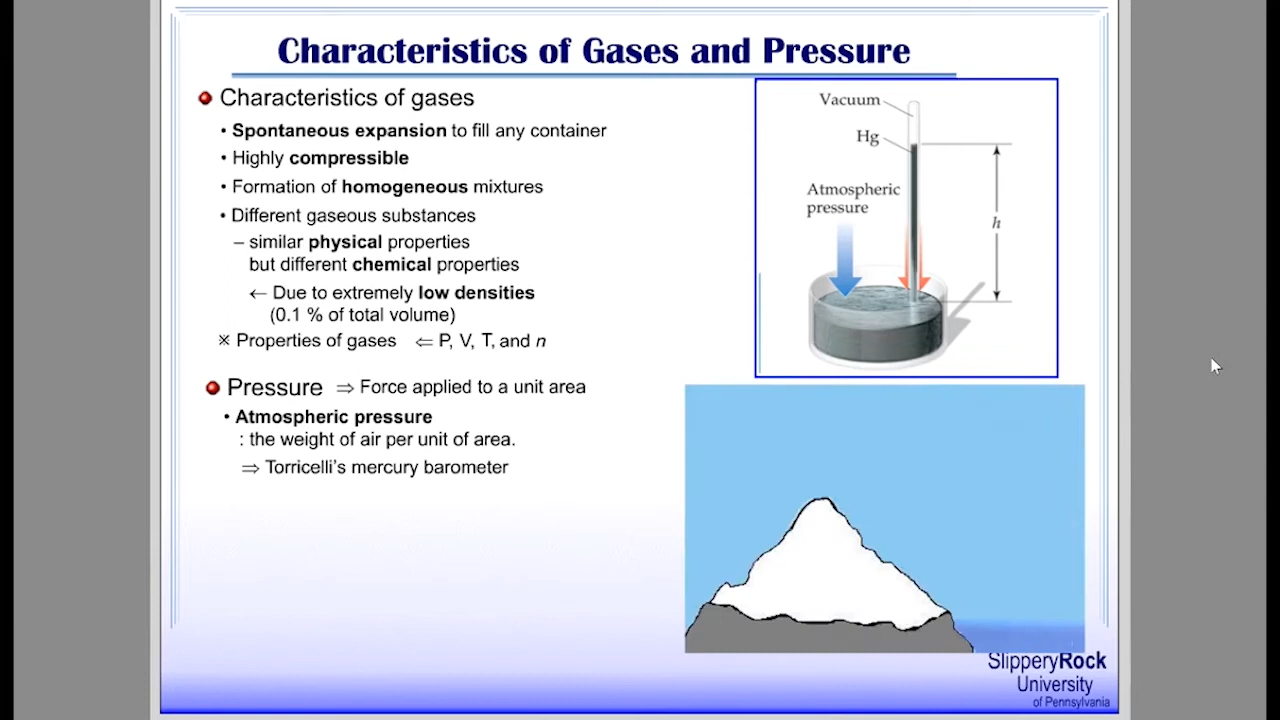 Characteristics of Gases and Pressure
Characteristics of gases
• Spontaneous expansion to fill any container
• Highly compressible
• Formation of homogeneous mixtures
• Different gaseous substances
– similar physical properties
but different chemical properties
← Due to extremely low densities
(0.1 % of total volume)
※ Properties of gases ⇐ P, V, T, and n
Pressure ⇒ Force applied to a unit area
• Atmospheric pressure
: the weight of air per unit of area.
⇒ Torricelli's mercury barometer
Vacuum
Hg
Atmospheric
pressure
h
SlipperyRock
University
of Pennsylvania